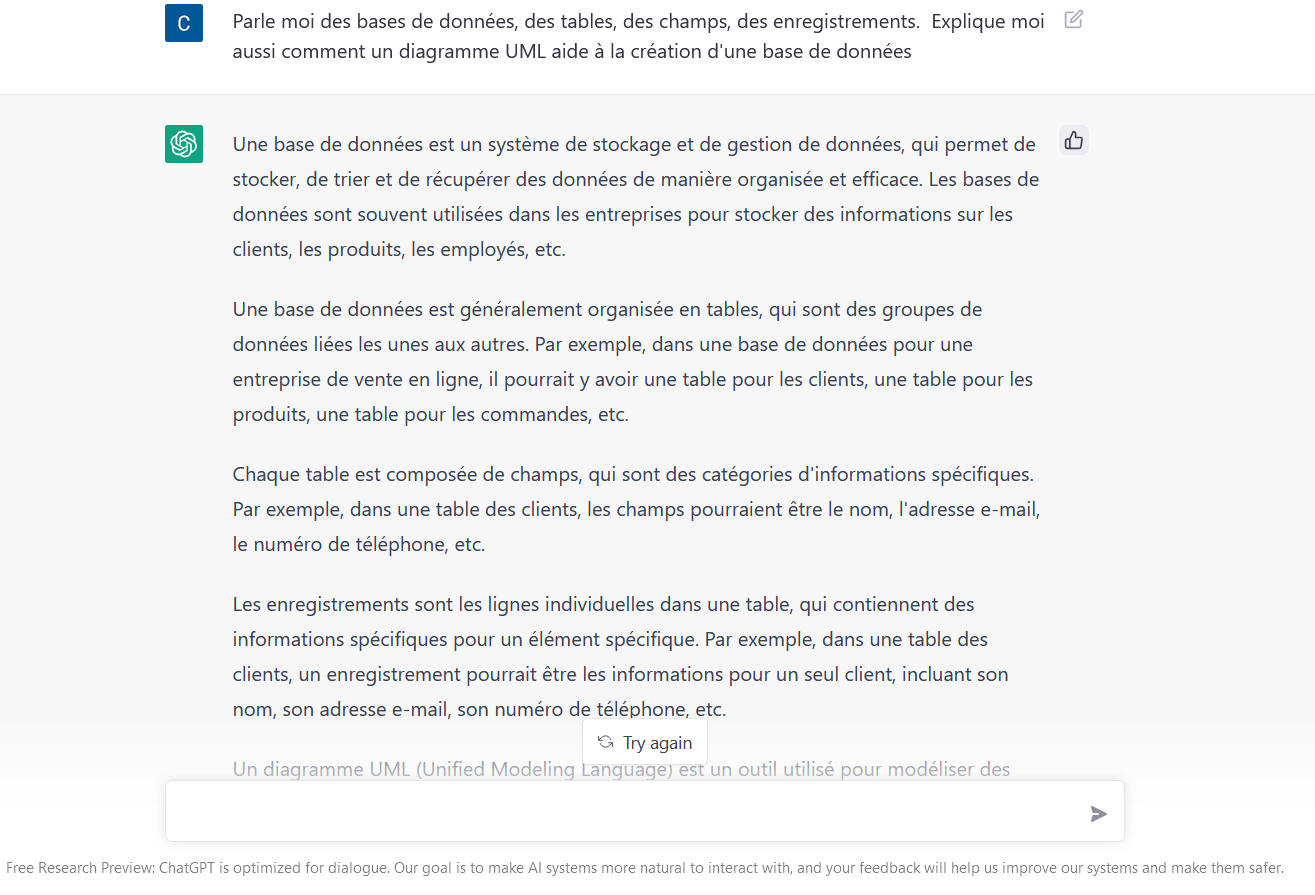 C
Parle moi des bases de données, des tables, des champs, des enregistrements.  Explique moi
aussi comment un diagramme UML aide à la création d'une base de données
Une base de données est un système de stockage et de gestion de données, qui permet de
stocker, de trier et de récupérer des données de manière organisée et efficace. Les bases de
données sont souvent utilisées dans les entreprises pour stocker des informations sur les
clients, les produits, les employés, etc.
Une base de données est généralement organisée en tables, qui sont des groupes de
données liées les unes aux autres. Par exemple, dans une base de données pour une
entreprise de vente en ligne, il pourrait y avoir une table pour les clients, une table pour les
produits, une table pour les commandes, etc.
Chaque table est composée de champs, qui sont des catégories d'informations spécifiques.
Par exemple, dans une table des clients, les champs pourraient être le nom, l'adresse e-mail,
le numéro de téléphone, etc.
Les enregistrements sont les lignes individuelles dans une table, qui contiennent des
informations spécifiques pour un élément spécifique. Par exemple, dans une table des
clients, un enregistrement pourrait être les informations pour un seul client, incluant son
nom, son adresse e-mail, son numéro de téléphone, etc.
Try again
Un diagramme UML (Unified Modeling Language) est un outil utilisé pour modéliser des
Free Research Preview: ChatGPT is optimized for dialogue. Our goal is to make AI systems more natural to interact with, and your feedback will help us improve our systems and make them safer.